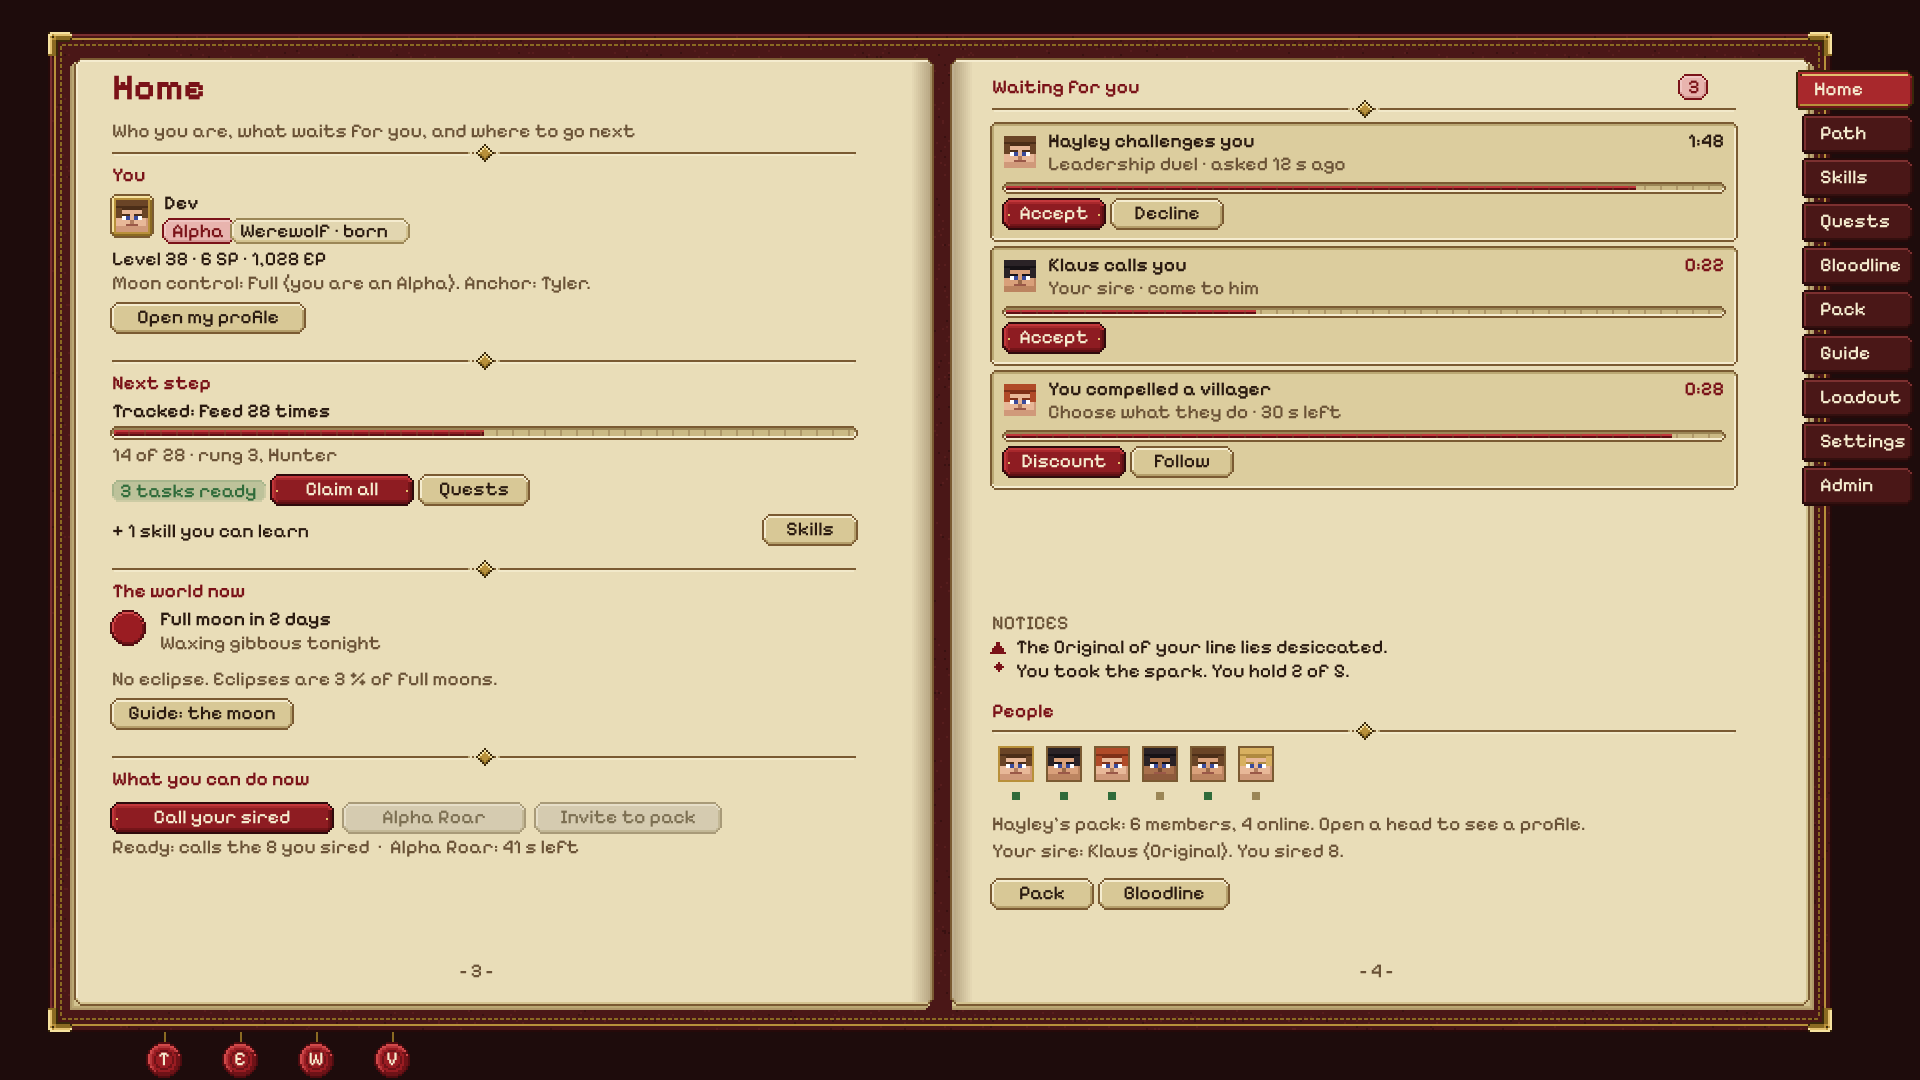 Home
Who you are, what waits for you, and where to go next
You
Dev
Alpha
Werewolf · born
Level 38 · 6 SP · 1,028 EP
Moon control: Full (you are an Alpha). Anchor: Tyler.
Open my profile
Next step
Tracked: Feed 28 times
14 of 28 · rung 3, Hunter
3 tasks ready
Claim all
Quests
+ 1 skill you can learn
Skills
The world now
Full moon in 2 days
Waxing gibbous tonight
No eclipse. Eclipses are 3 % of full moons.
Guide: the moon
What you can do now
Call your sired
Alpha Roar
Invite to pack
Ready: calls the 8 you sired · Alpha Roar: 41 s left
- 3 -
Waiting for you
3
Hayley challenges you
1:48
Leadership duel · asked 12 s ago
Accept
Decline
Klaus calls you
0:22
Your sire · come to him
Accept
You compelled a villager
0:28
Choose what they do · 30 s left
Discount
Follow
NOTICES
The Original of your line lies desiccated.
You took the spark. You hold 2 of 8.
People
Hayley's pack: 6 members, 4 online. Open a head to see a profile.
Your sire: Klaus (Original). You sired 8.
Pack
Bloodline
- 4 -
Home
Path
Skills
Quests
Bloodline
Pack
Guide
Loadout
Settings
Admin
T
E
W
V